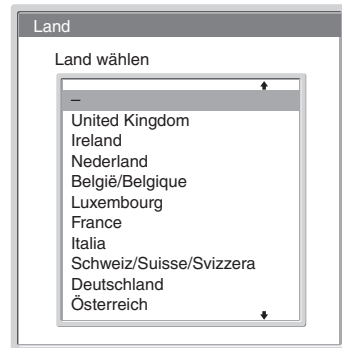 Land
Land wählen
–
United Kingdom
Ireland
Nederland
België/Belgique
Luxembourg
France
Italia
Schweiz/Suisse/Svizzera
Deutschland
Österreich